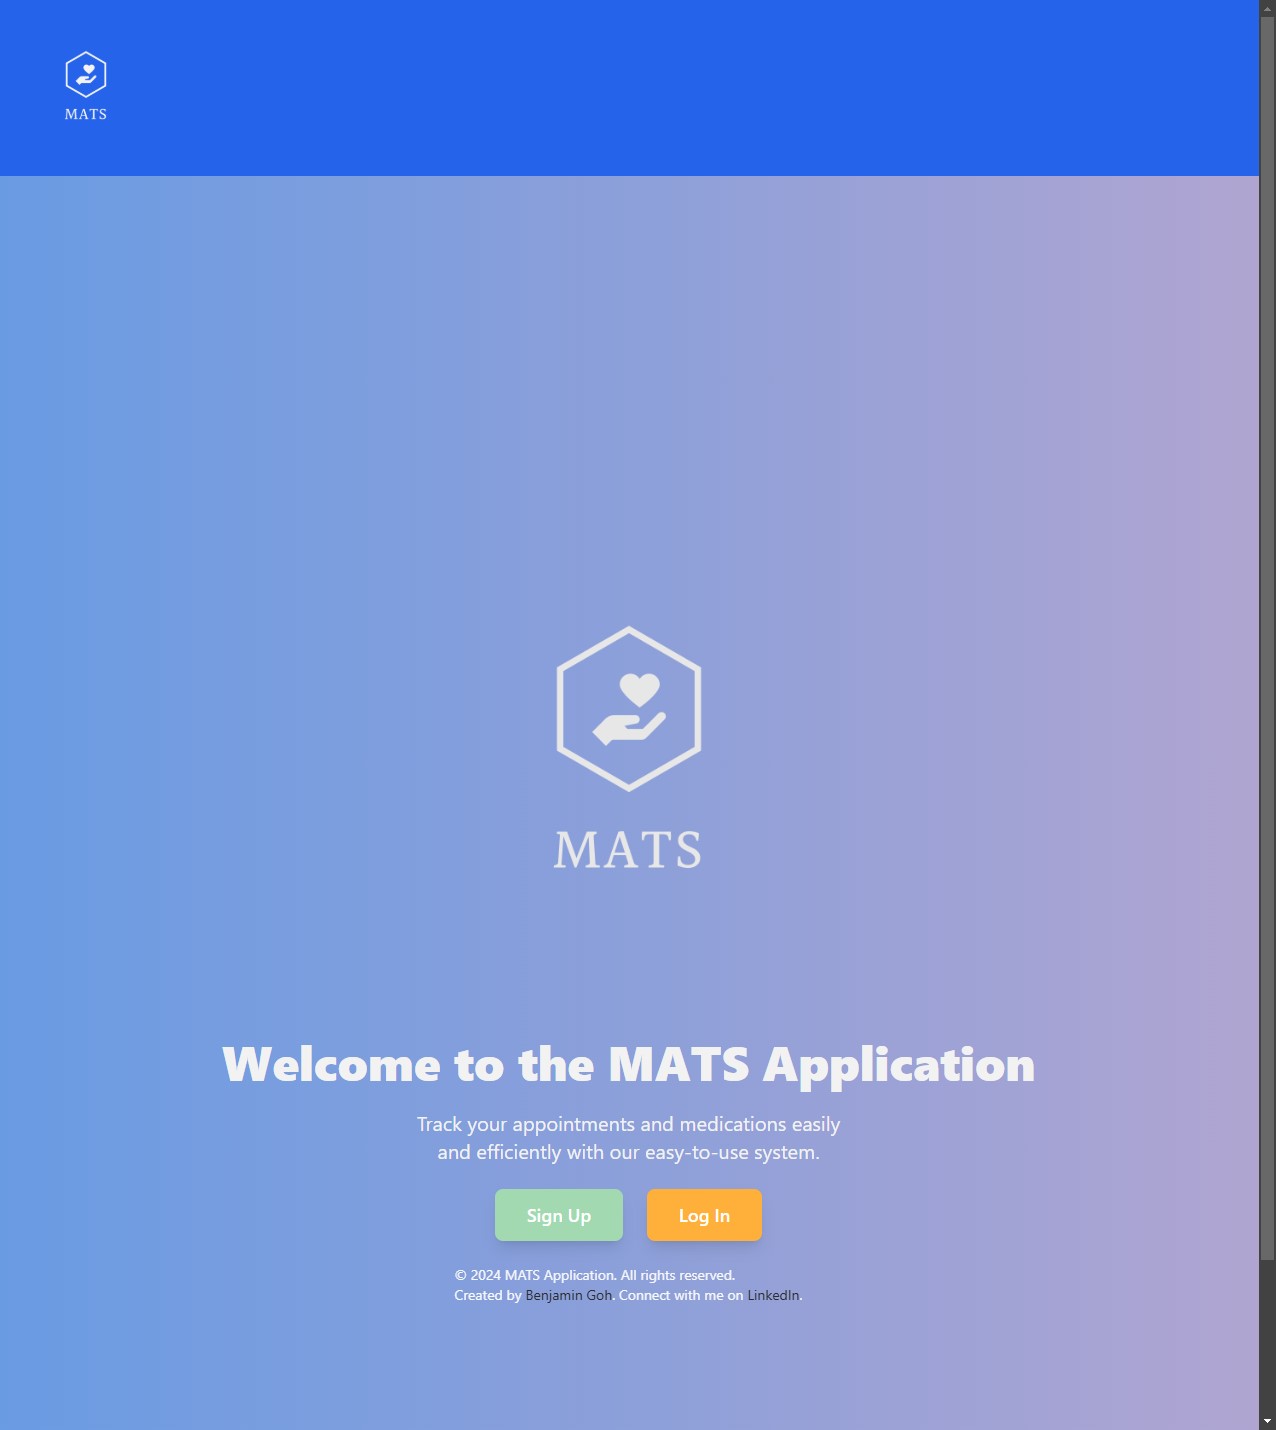 MATS
MATS
Welcome to the MATS Application
Track your appointments and medications easily
and efficiently with our easy-to-use system.
Sign Up
Log In
© 2024 MATS Application. All rights reserved.
Created by Benjamin Goh. Connect with me on LinkedIn.